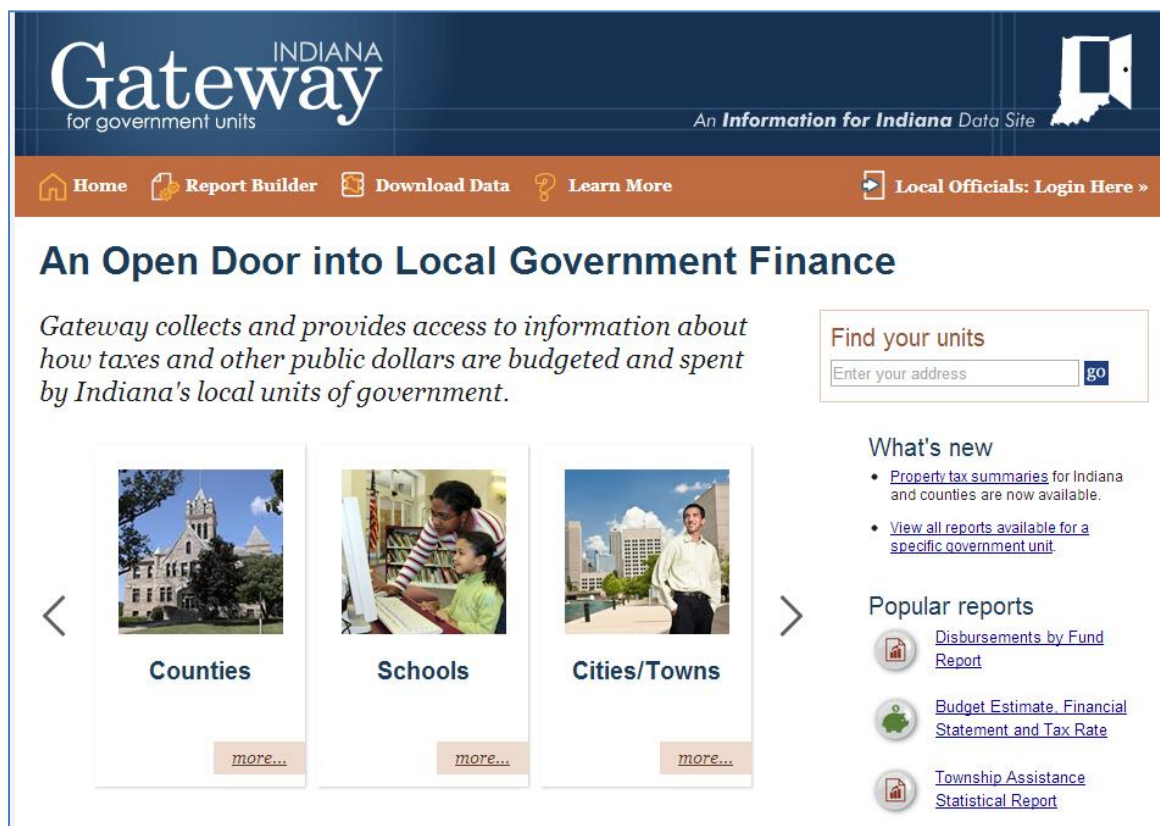 INDIANA
Gateway
for government units
An Information for Indiana Data Site
Home Report Builder Download Data Learn More Local Officials: Login Here »
An Open Door into Local Government Finance
Gateway collects and provides access to information about
how taxes and other public dollars are budgeted and spent
by Indiana's local units of government.
Find your units
Enter your address go
What's new
Property tax summaries for Indiana
and counties are now available.
View all reports available for a
specific government unit.
Counties
more...
Schools
more...
Cities/Towns
more...
Popular reports
Disbursements by Fund
Report
Budget Estimate, Financial
Statement and Tax Rate
Township Assistance
Statistical Report